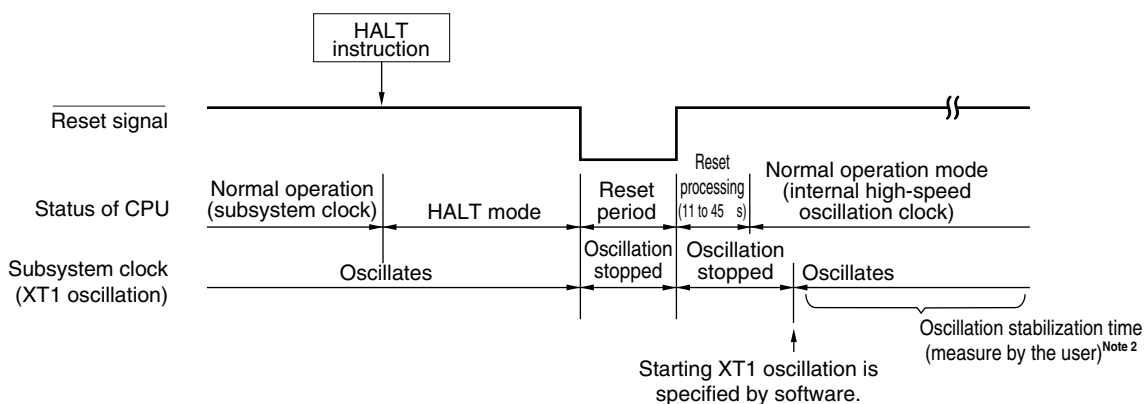 HALT
instruction
Reset signal
Status of CPU
Normal operation
(subsystem clock)
HALT mode
Reset
period
Reset
processing
(11 to 45 s)
Normal operation mode
(internal high-speed
oscillation clock)
Subsystem clock
(XT1 oscillation)
Oscillates
Oscillation
stopped
Oscillation
stopped
Oscillates
Oscillation stabilization time
(measure by the user)Note 2
Starting XT1 oscillation is
specified by software.